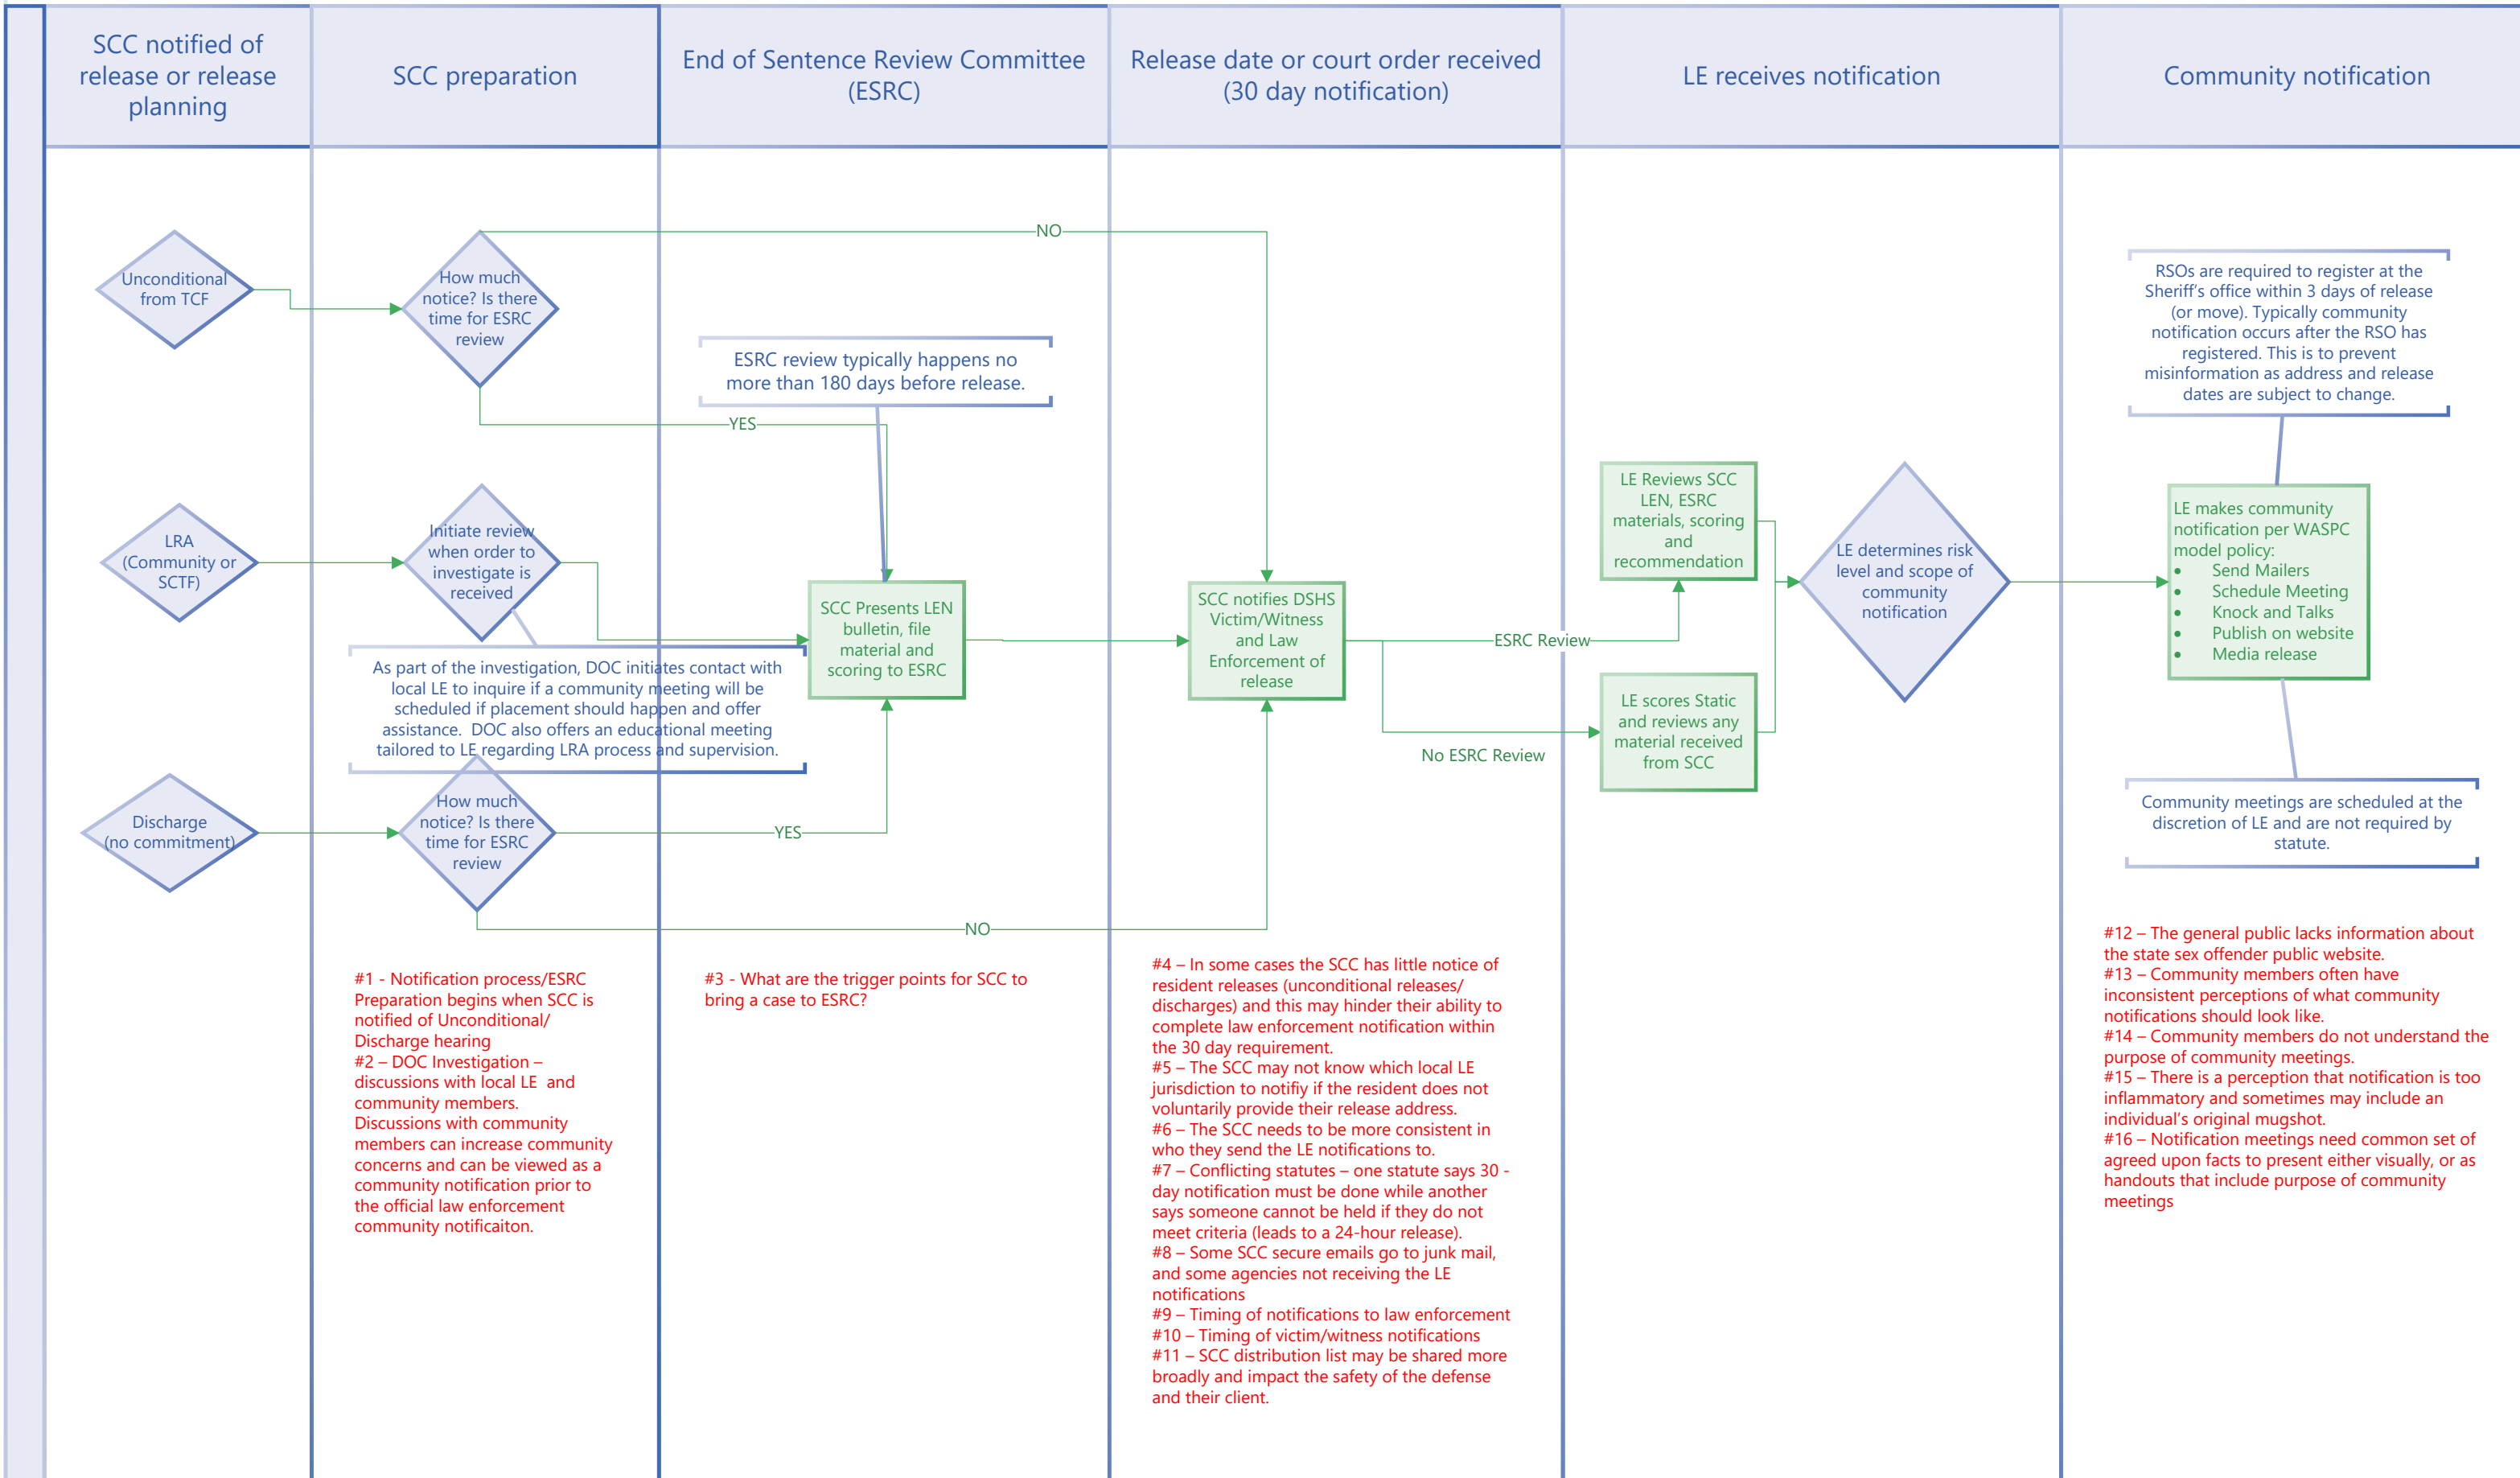 SCC notified of
release or release
planning
SCC preparation
End of Sentence Review Committee
(ESRC)
Release date or court order received
(30 day notification)
LE receives notification
Community notification
Unconditional
from TCF
How much
notice? Is there
time for ESRC
review
NO
YES
ESRC review typically happens no
more than 180 days before release.
RSOs are required to register at the
Sheriff's office within 3 days of release
(or move). Typically community
notification occurs after the RSO has
registered. This is to prevent
misinformation as address and release
dates are subject to change.
LRA
(Community or
SCTF)
Initiate review
when order to
investigate is
received
As part of the investigation, DOC initiates contact with
local LE to inquire if a community meeting will be
scheduled if placement should happen and offer
assistance. DOC also offers an educational meeting
tailored to LE regarding LRA process and supervision.
SCC Presents LEN
bulletin, file
material and
scoring to ESRC
SCC notifies DSHS
Victim/Witness
and Law
Enforcement of
release
ESRC Review
No ESRC Review
LE Reviews SCC
LEN, ESRC
materials, scoring
and
recommendation
LE scores Static
and reviews any
material received
from SCC
LE determines risk
level and scope of
community
notification
LE makes community
notification per WASPC
model policy:
• Send Mailers
• Schedule Meeting
• Knock and Talks
• Publish on website
• Media release
Discharge
(no commitment)
How much
notice? Is there
time for ESRC
review
YES
NO
Community meetings are scheduled at the
discretion of LE and are not required by
statute.
#1 - Notification process/ESRC
Preparation begins when SCC is
notified of Unconditional/
Discharge hearing
#2 – DOC Investigation –
discussions with local LE  and
community members.
Discussions with community
members can increase community
concerns and can be viewed as a
community notification prior to
the official law enforcement
community notificaiton.
#3 - What are the trigger points for SCC to
bring a case to ESRC?
#4 – In some cases the SCC has little notice of
resident releases (unconditional releases/
discharges) and this may hinder their ability to
complete law enforcement notification within
the 30 day requirement.
#5 – The SCC may not know which local LE
jurisdiction to notifiy if the resident does not
voluntarily provide their release address.
#6 – The SCC needs to be more consistent in
who they send the LE notifications to.
#7 – Conflicting statutes – one statute says 30 -
day notification must be done while another
says someone cannot be held if they do not
meet criteria (leads to a 24-hour release).
#8 – Some SCC secure emails go to junk mail,
and some agencies not receiving the LE
notifications
#9 – Timing of notifications to law enforcement
#10 – Timing of victim/witness notifications
#11 – SCC distribution list may be shared more
broadly and impact the safety of the defense
and their client.
#12 – The general public lacks information about
the state sex offender public website.
#13 – Community members often have
inconsistent perceptions of what community
notifications should look like.
#14 – Community members do not understand the
purpose of community meetings.
#15 – There is a perception that notification is too
inflammatory and sometimes may include an
individual's original mugshot.
#16 – Notification meetings need common set of
agreed upon facts to present either visually, or as
handouts that include purpose of community
meetings